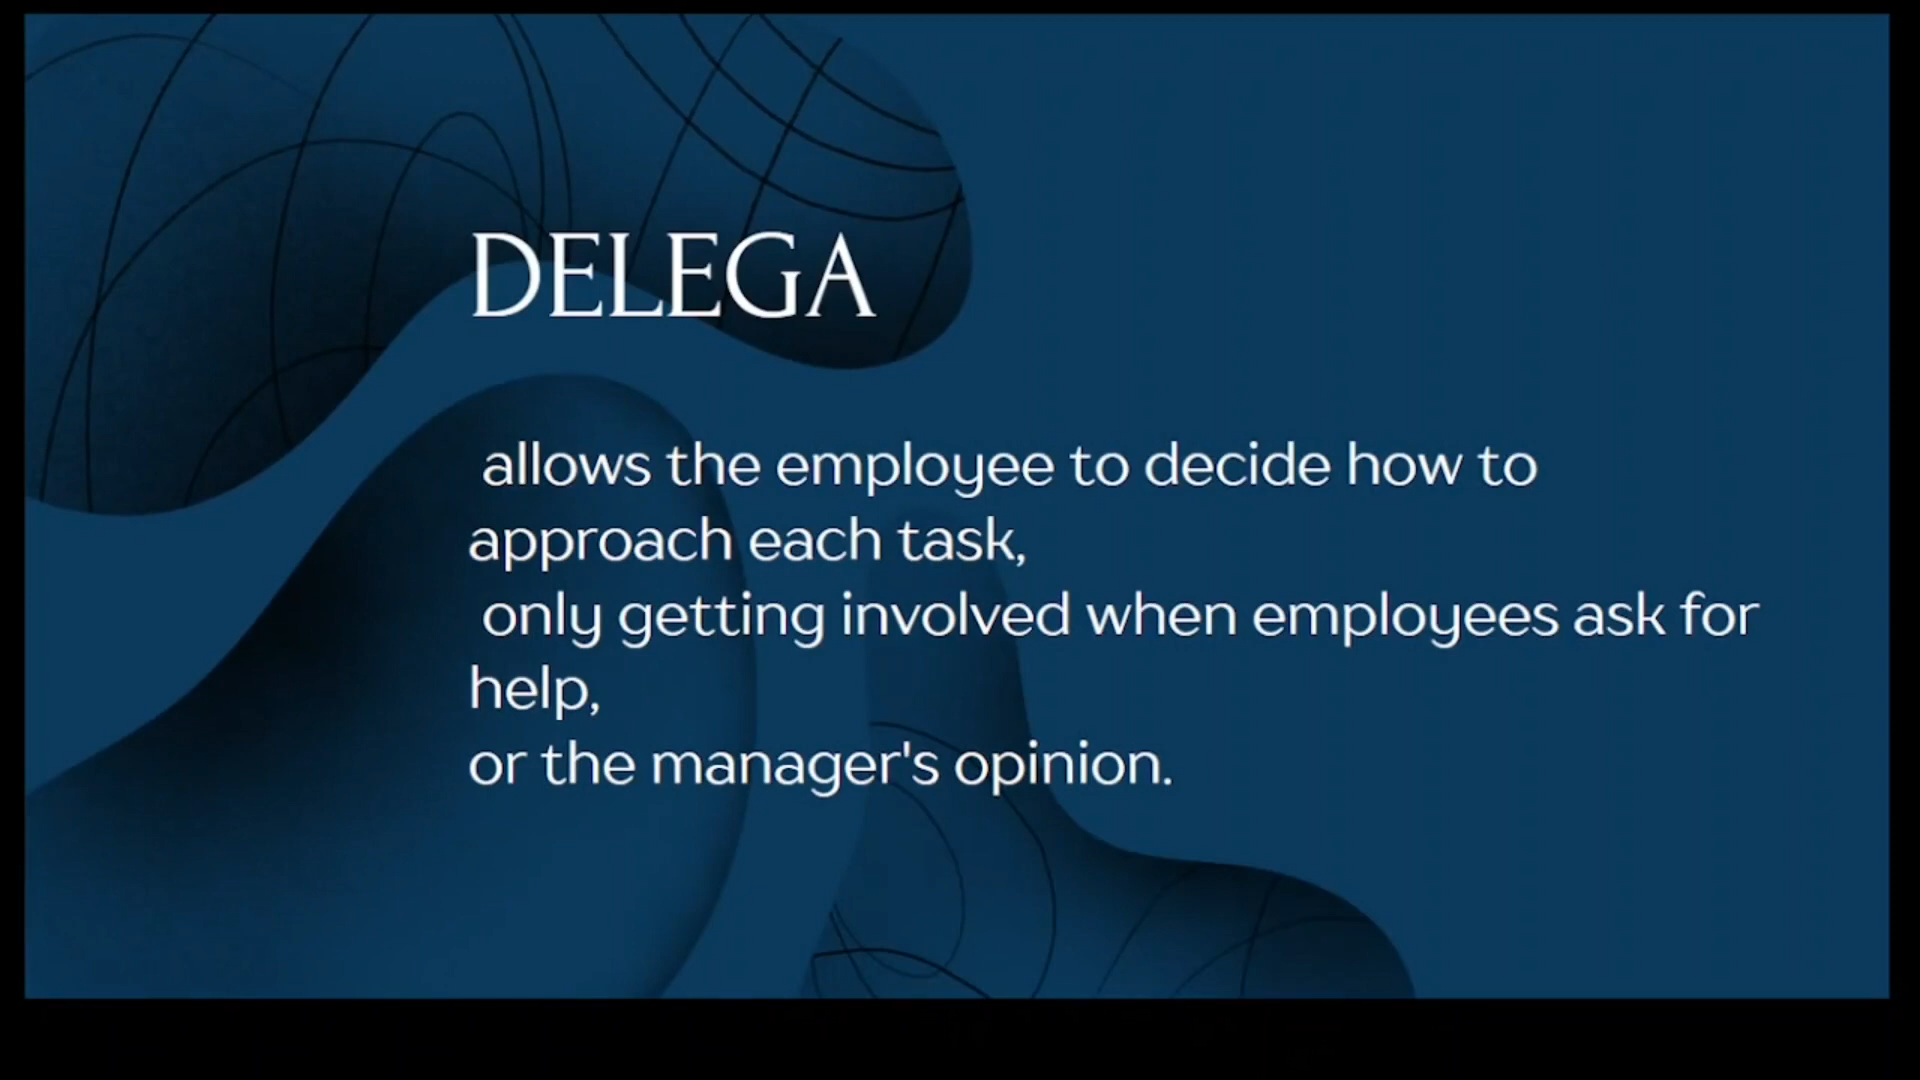 DELEGA
allows the employee to decide how to
approach each task,
only getting involved when employees ask for
help,
or the manager's opinion.